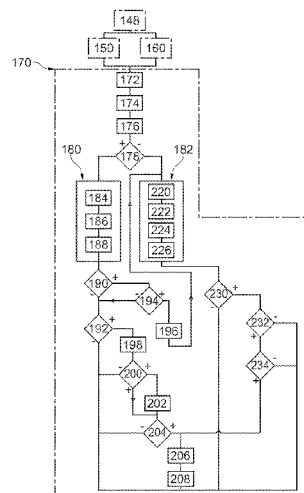 148
150 160
170
172
174
176
+ -
178
180 182
184 220
186 222
188 224
226
190 + 230 +
- 194 + -
- 232 -
192 + 196 +
198 234 -
- 200 + +
+ 202
- 204 +
-
206
208